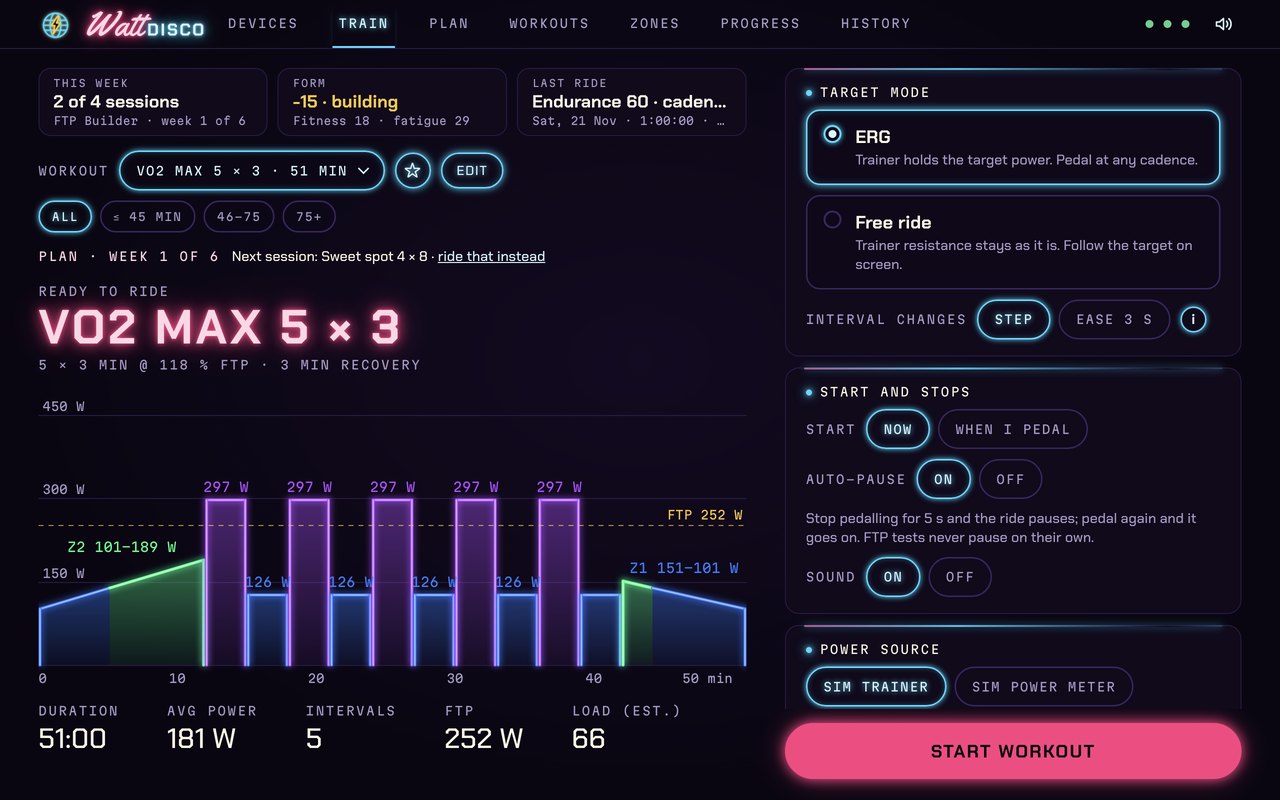 WattDISCO DEVICES TRAIN PLAN WORKOUTS ZONES PROGRESS HISTORY
THIS WEEK
2 of 4 sessions
FTP Builder · week 1 of 6
FORM
-15 · building
Fitness 18 · fatigue 29
LAST RIDE
Endurance 60 · caden…
Sat, 21 Nov · 1:00:00 · …
WORKOUT VO2 MAX 5 × 3 · 51 MIN EDIT
ALL ≤ 45 MIN 46–75 75+
PLAN · WEEK 1 OF 6 Next session: Sweet spot 4 × 8 · ride that instead
READY TO RIDE
VO2 MAX 5 × 3
5 × 3 MIN @ 118 % FTP · 3 MIN RECOVERY
450 W
300 W
297 W 297 W 297 W 297 W 297 W
FTP 252 W
Z2 101–189 W
150 W
126 W 126 W 126 W 126 W
Z1 151–101 W
0 10 20 30 40 50 min
DURATION
51:00
AVG POWER
181 W
INTERVALS
5
FTP
252 W
LOAD (EST.)
66
TARGET MODE
ERG
Trainer holds the target power. Pedal at any cadence.
Free ride
Trainer resistance stays as it is. Follow the target on
screen.
INTERVAL CHANGES STEP EASE 3 S i
START AND STOPS
START NOW WHEN I PEDAL
AUTO-PAUSE ON OFF
Stop pedalling for 5 s and the ride pauses; pedal again and it
goes on. FTP tests never pause on their own.
SOUND ON OFF
POWER SOURCE
SIM TRAINER SIM POWER METER
START WORKOUT